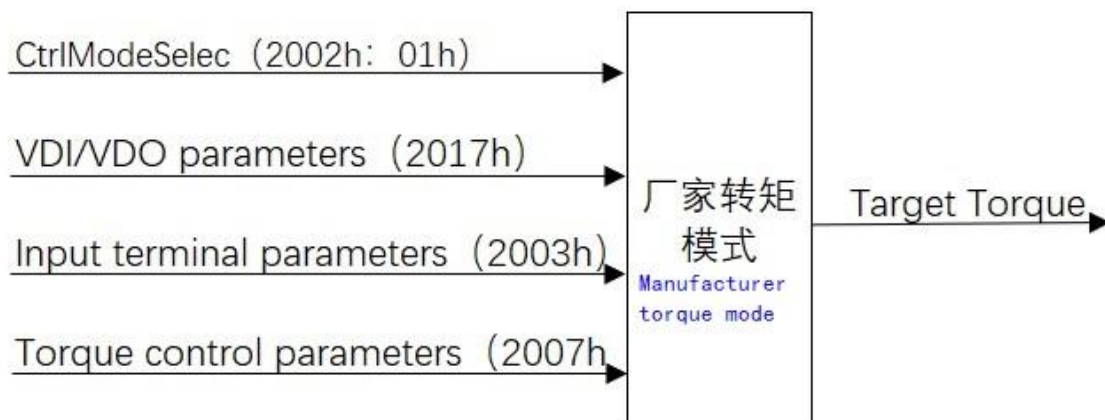 CtrlModeSelec（2002h：01h）
VDI/VDO parameters（2017h）
Input terminal parameters（2003h）
Torque control parameters（2007h
厂家转矩
模式
Manufacturer
torque mode
Target Torque